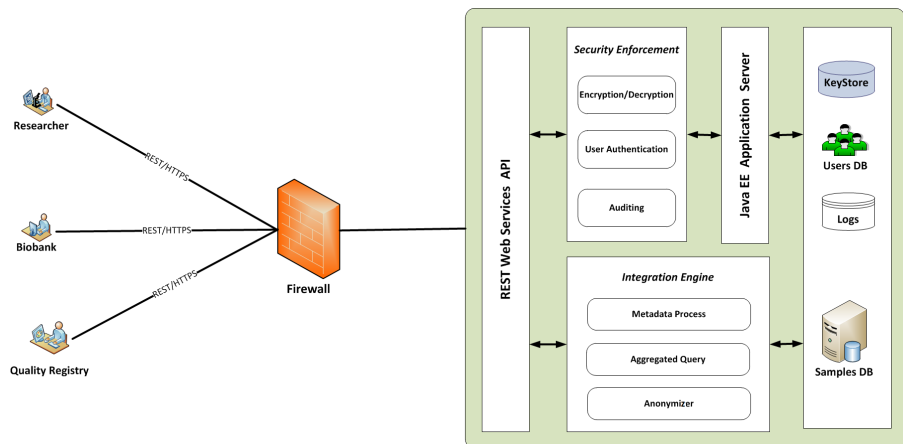 Researcher
REST/HTTPS
Biobank
REST/HTTPS
Quality Registry
REST/HTTPS
Firewall
REST Web Services API
Security Enforcement
Encryption/Decryption
User Authentication
Auditing
Java EE Application Server
KeyStore
Users DB
Logs
Integration Engine
Metadata Process
Aggregated Query
Anonymizer
Samples DB